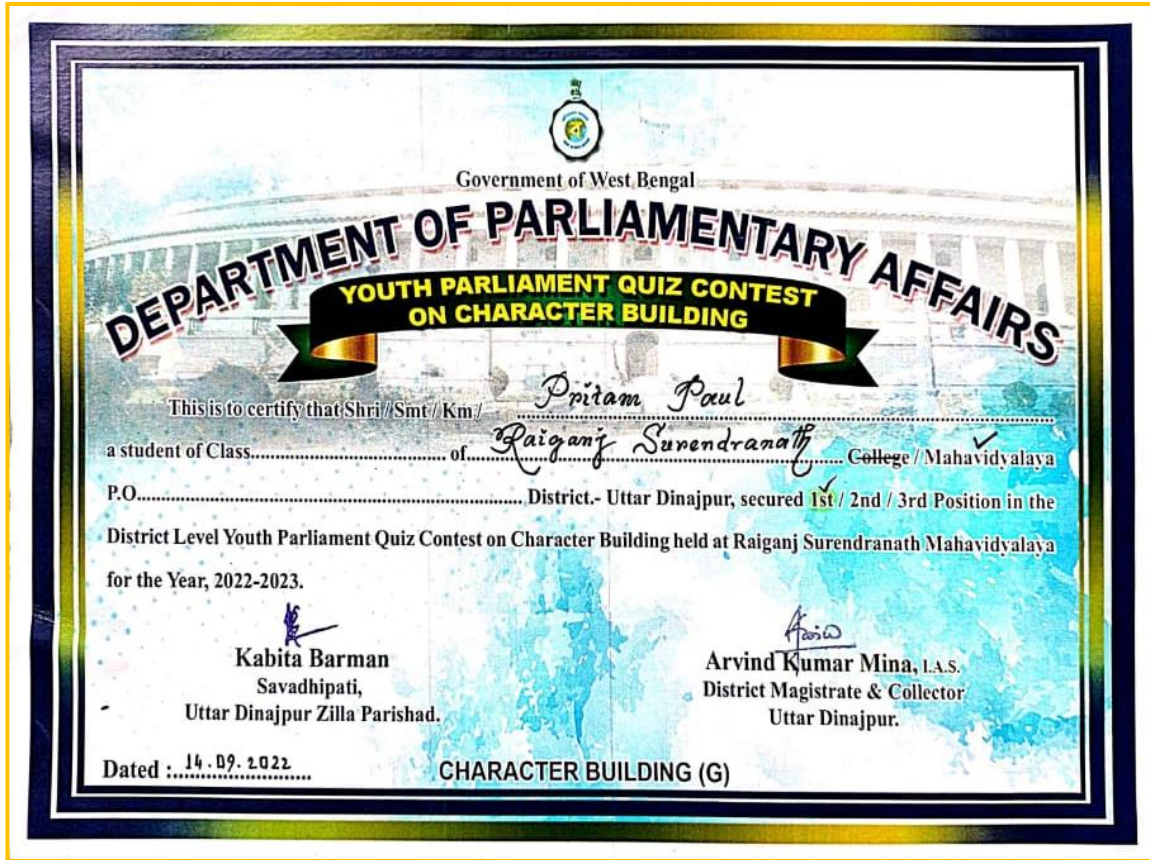 Government of West Bengal
DEPARTMENT OF PARLIAMENTARY AFFAIRS
YOUTH PARLIAMENT QUIZ CONTEST
ON CHARACTER BUILDING
This is to certify that Shri / Smt / Km / Pritam Paul
a student of Class.......................... of Raiganj Surendranath College / Mahavidyalaya
P.O.......................... District.- Uttar Dinajpur, secured 1st / 2nd / 3rd Position in the
District Level Youth Parliament Quiz Contest on Character Building held at Raiganj Surendranath Mahavidyalaya
for the Year, 2022-2023.
Kabita Barman
Savadhipati,
Uttar Dinajpur Zilla Parishad.
Arvind Kumar Mina, I.A.S.
District Magistrate & Collector
Uttar Dinajpur.
Dated : 14.09.2022
CHARACTER BUILDING (G)